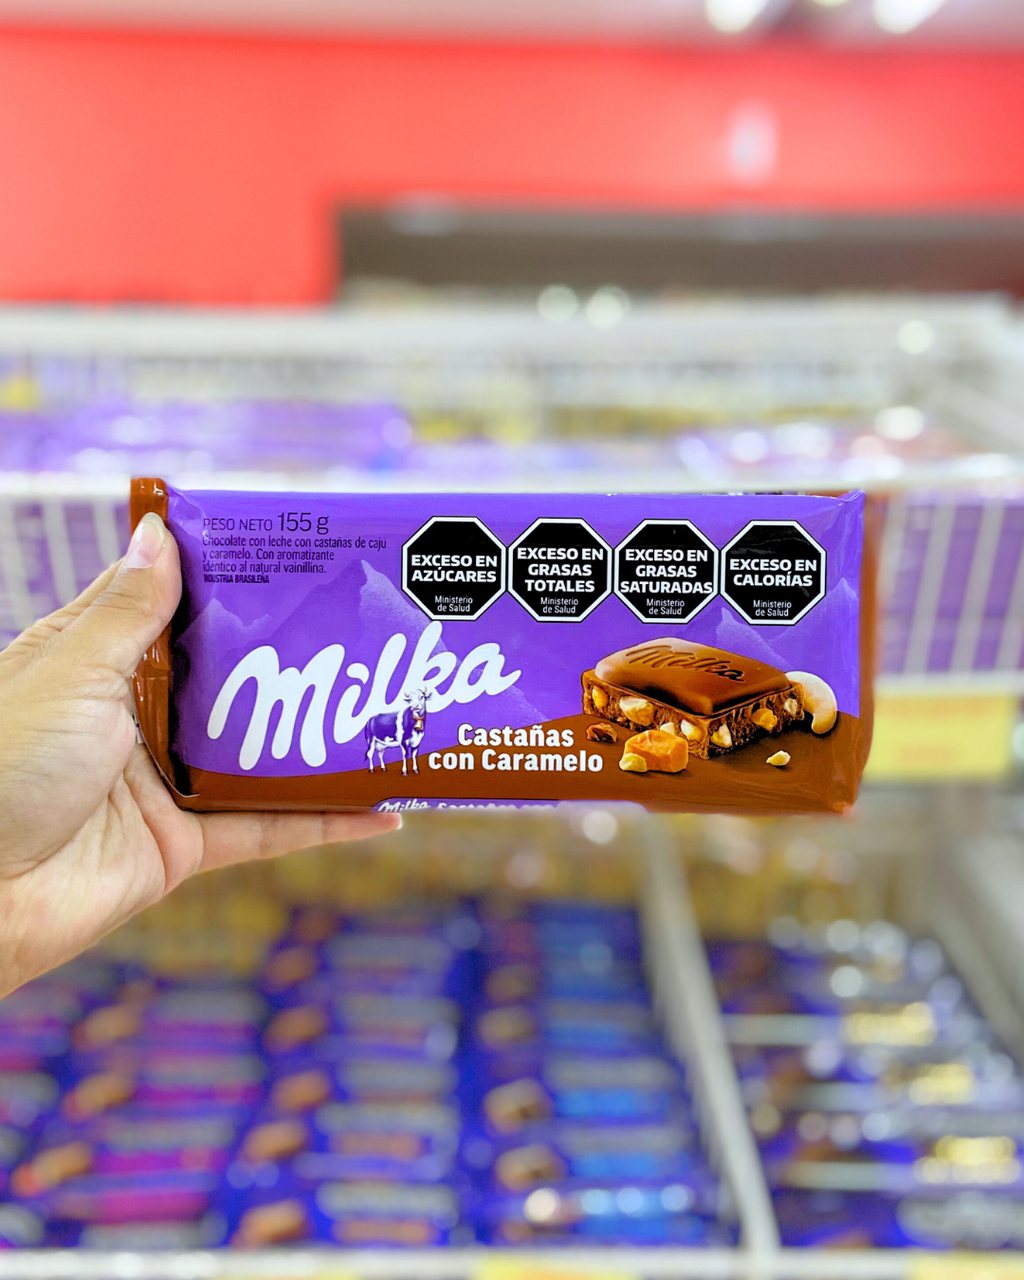 PESO NETO 155 g
Chocolate con leche con castañas de caju
y caramelo. Con aromatizante
idéntico al natural vainillina.
INDUSTRIA BRASILEÑA
EXCESO EN
AZÚCARES
Ministerio
de Salud
EXCESO EN
GRASAS
TOTALES
Ministerio
de Salud
EXCESO EN
GRASAS
SATURADAS
Ministerio
de Salud
EXCESO EN
CALORÍAS
Ministerio
de Salud
Milka
Milka
Castañas
con Caramelo
Milka